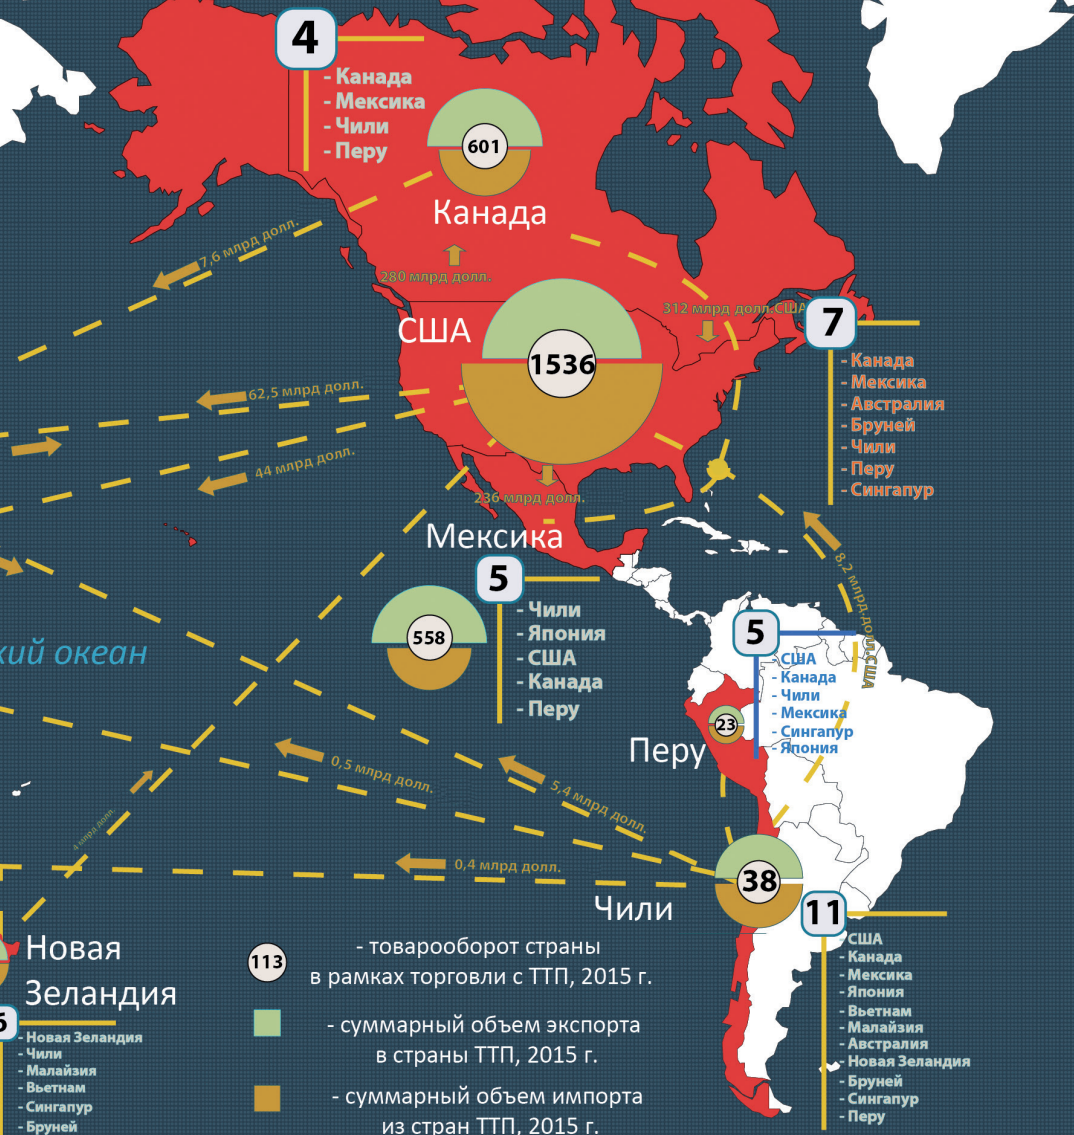 4
- Канада
- Мексика
- Чили
- Перу
601
Канада
7,6 млрд долл.
280 млрд долл.
312 млрд долл.США
США
1536
7
- Канада
- Мексика
- Австралия
- Бруней
- Чили
- Перу
- Сингапур
62,5 млрд долл.
44 млрд долл.
236 млрд долл.
Мексика
5
- Чили
- Япония
- США
- Канада
- Перу
558
8,2 млрд.долл.США
кий океан
5
- США
- Канада
- Чили
- Мексика
- Сингапур
- Япония
23
Перу
0,5 млрд долл.
5,4 млрд долл.
4 млрд долл.
0,4 млрд долл.
38
Чили
11
США
- Канада
- Мексика
- Япония
- Вьетнам
- Малайзия
- Австралия
- Новая Зеландия
- Бруней
- Сингапур
- Перу
Новая
Зеландия
6
- Новая Зеландия
- Чили
- Малайзия
- Вьетнам
- Сингапур
- Бруней
113
- товарооборот страны
в рамках торговли с ТТП, 2015 г.
- суммарный объем экспорта
в страны ТТП, 2015 г.
- суммарный объем импорта
из стран ТТП, 2015 г.